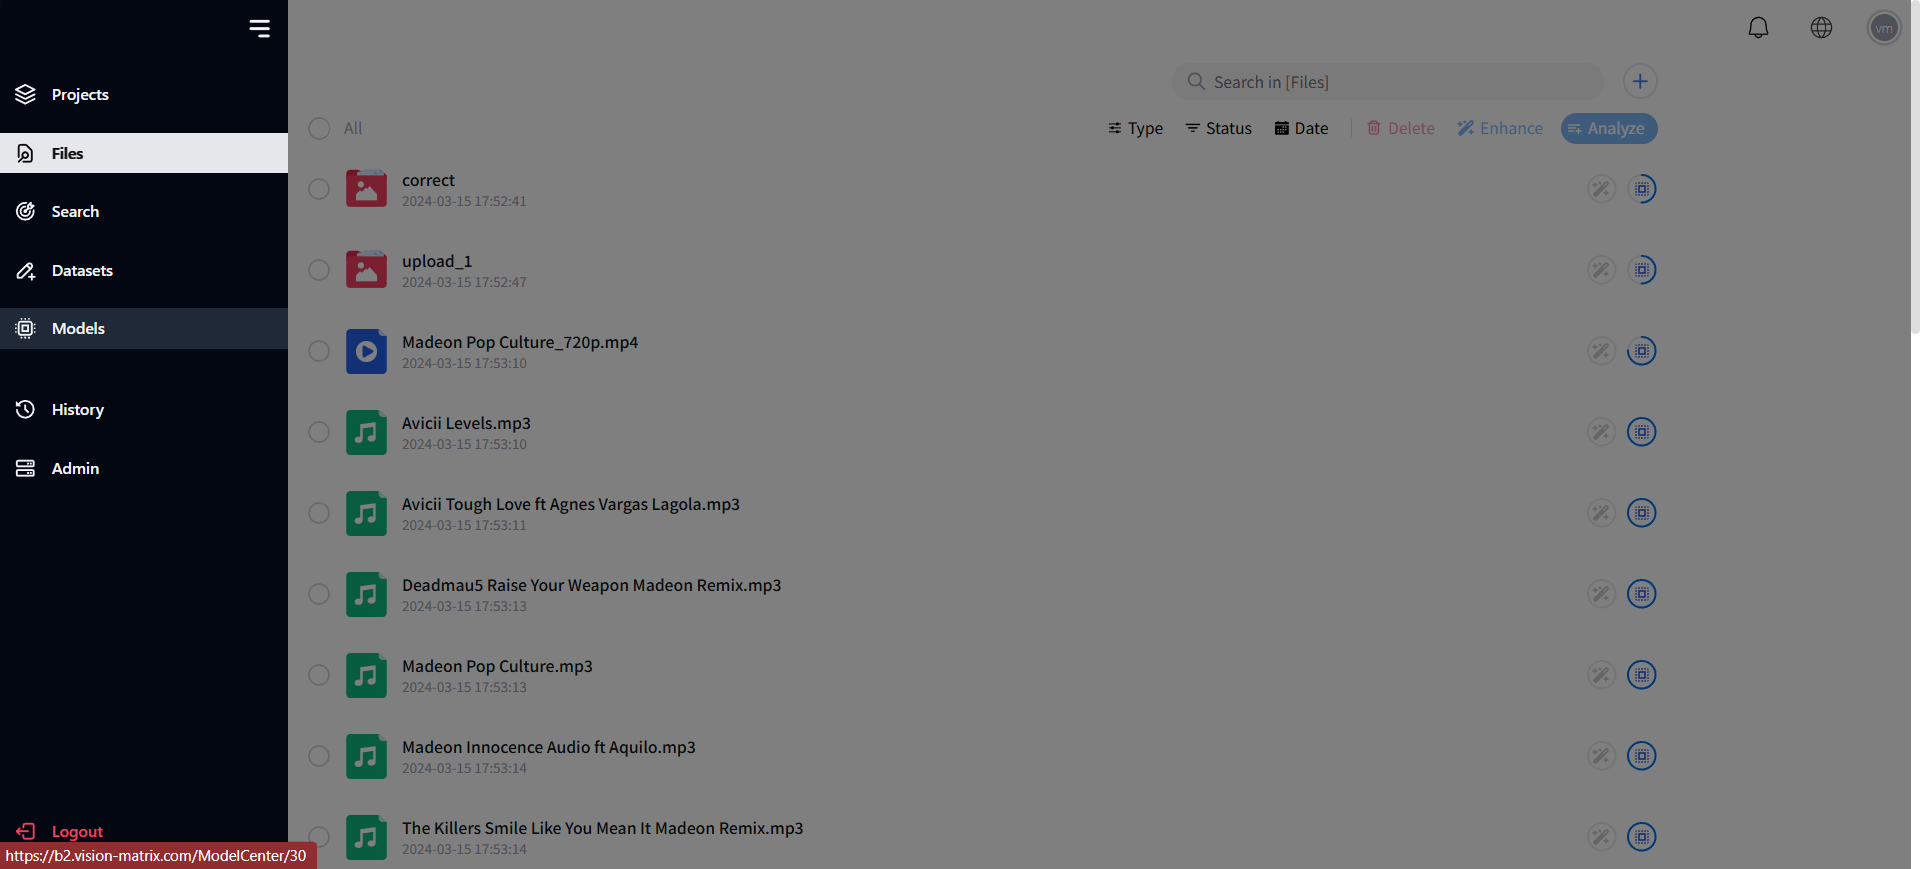 vm
Projects
Files
Search
Datasets
Models
History
Admin
Logout
https://b2.vision-matrix.com/ModelCenter/30
Search in [Files]
All
Type
Status
Date
Delete
Enhance
Analyze
correct
2024-03-15 17:52:41
upload_1
2024-03-15 17:52:47
Madeon Pop Culture_720p.mp4
2024-03-15 17:53:10
Avicii Levels.mp3
2024-03-15 17:53:10
Avicii Tough Love ft Agnes Vargas Lagola.mp3
2024-03-15 17:53:11
Deadmau5 Raise Your Weapon Madeon Remix.mp3
2024-03-15 17:53:13
Madeon Pop Culture.mp3
2024-03-15 17:53:13
Madeon Innocence Audio ft Aquilo.mp3
2024-03-15 17:53:14
The Killers Smile Like You Mean It Madeon Remix.mp3
2024-03-15 17:53:14